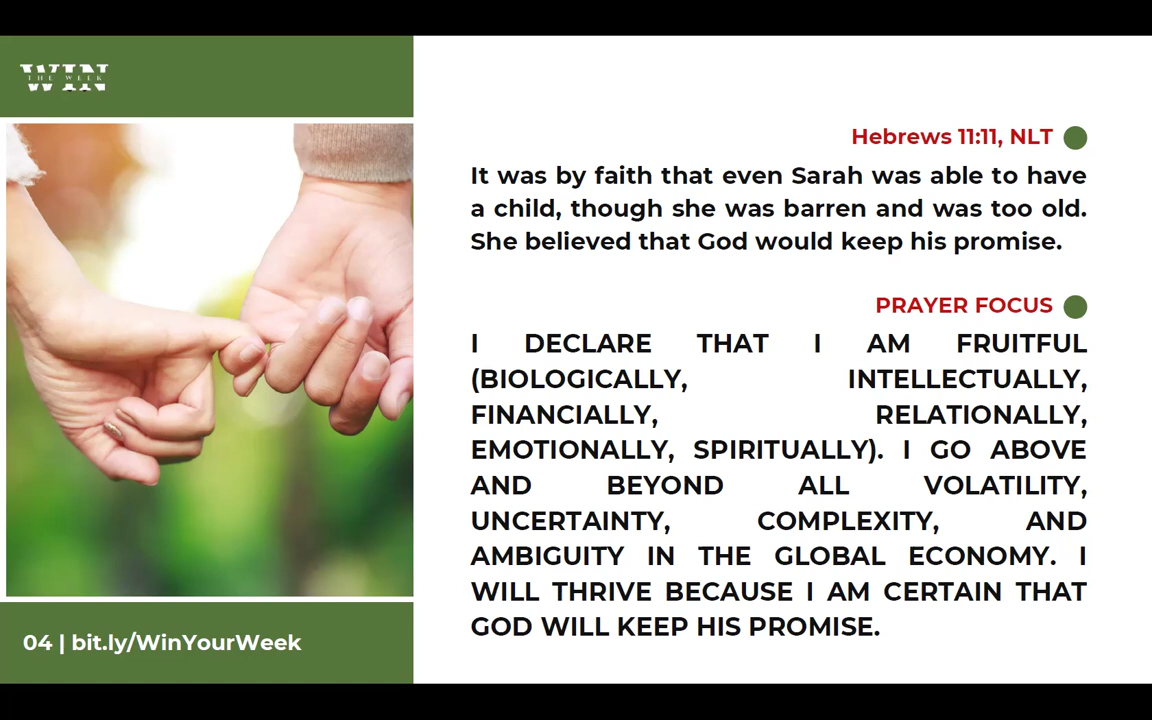 WIN
THE WEEK
Hebrews 11:11, NLT
It was by faith that even Sarah was able to have
a child, though she was barren and was too old.
She believed that God would keep his promise.
PRAYER FOCUS
I DECLARE THAT I AM FRUITFUL
(BIOLOGICALLY, INTELLECTUALLY,
FINANCIALLY, RELATIONALLY,
EMOTIONALLY, SPIRITUALLY). I GO ABOVE
AND BEYOND ALL VOLATILITY,
UNCERTAINTY, COMPLEXITY, AND
AMBIGUITY IN THE GLOBAL ECONOMY. I
WILL THRIVE BECAUSE I AM CERTAIN THAT
GOD WILL KEEP HIS PROMISE.
04 | bit.ly/WinYourWeek